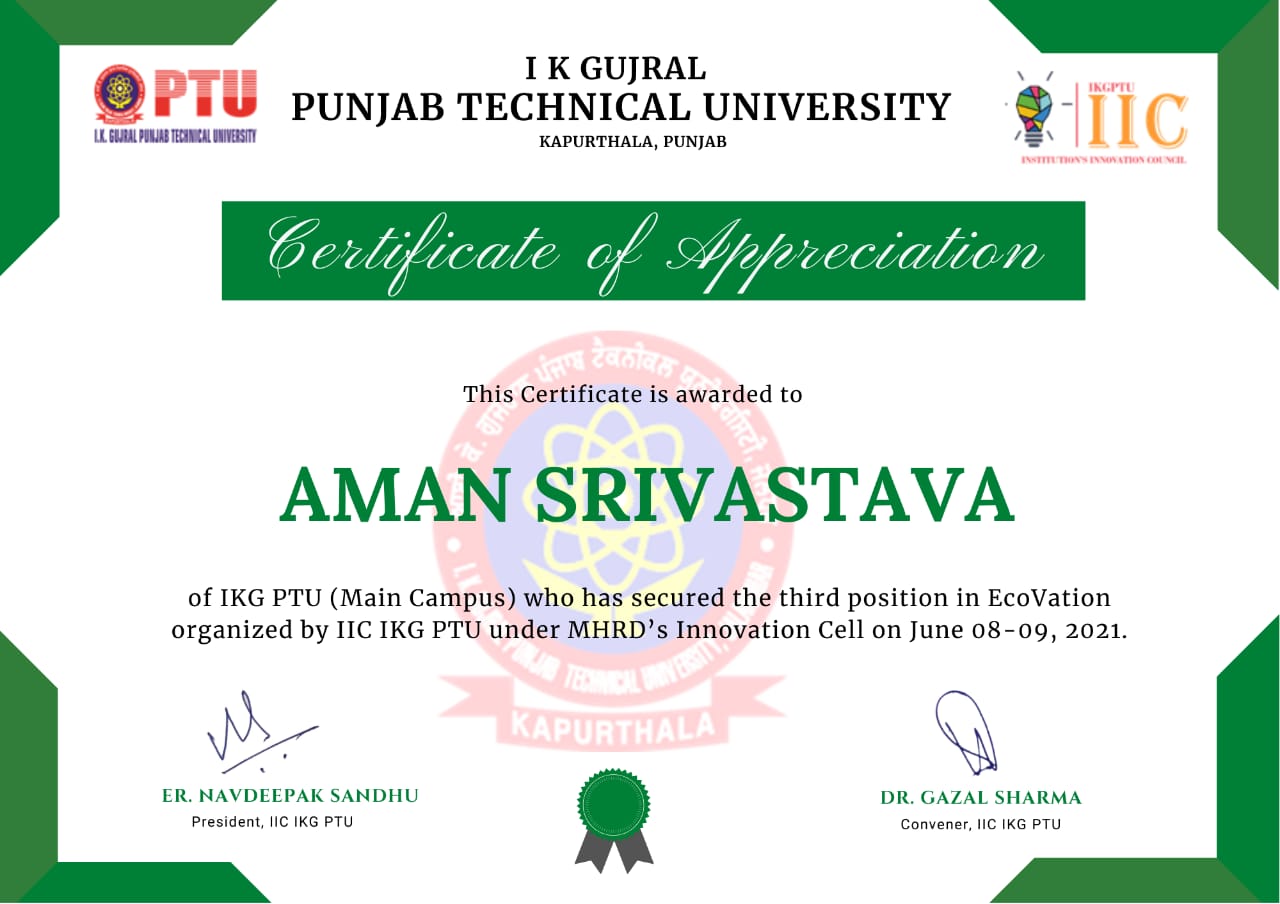 PTU
I.K. GUJRAL PUNJAB TECHNICAL UNIVERSITY
I K GUJRAL
PUNJAB TECHNICAL UNIVERSITY
KAPURTHALA, PUNJAB
IKGPTU
IIC
INSTITUTION'S INNOVATION COUNCIL
Certificate of Appreciation
This Certificate is awarded to
AMAN SRIVASTAVA
of IKG PTU (Main Campus) who has secured the third position in EcoVation
organized by IIC IKG PTU under MHRD’s Innovation Cell on June 08-09, 2021.
PUNJAB TECHNICAL UNIVERSITY,
KAPURTHALA
ER. NAVDEEPAK SANDHU
President, IIC IKG PTU
DR. GAZAL SHARMA
Convener, IIC IKG PTU